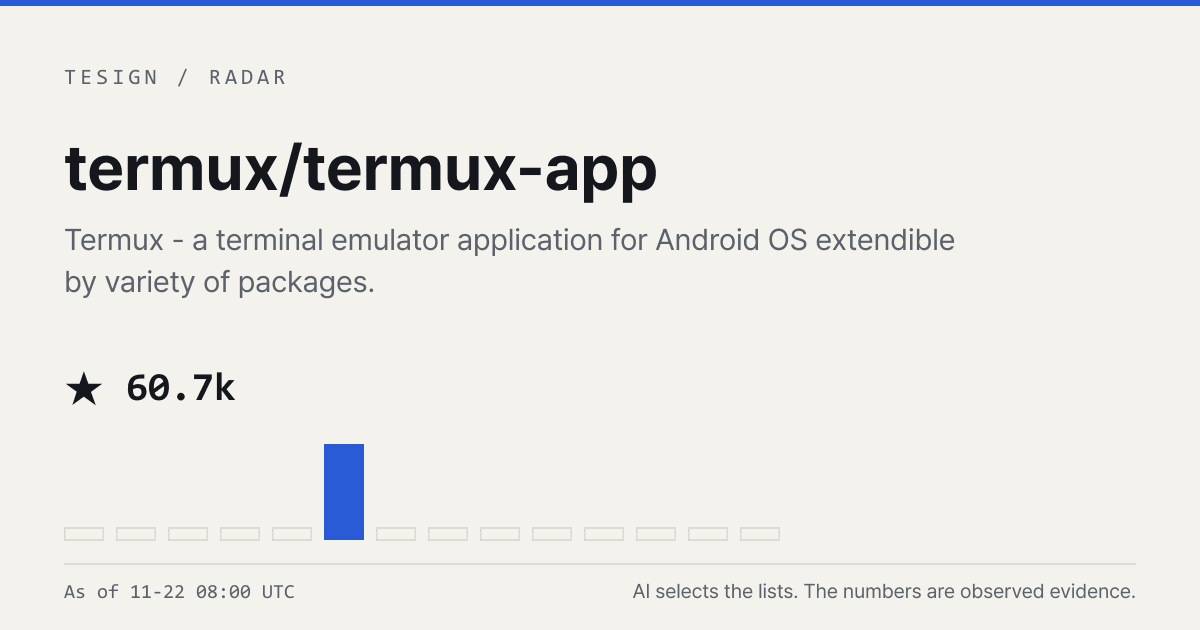 TESIGN / RADAR
termux/termux-app
Termux - a terminal emulator application for Android OS extendible
by variety of packages.
★ 60.7k
As of 11-22 08:00 UTC
AI selects the lists. The numbers are observed evidence.